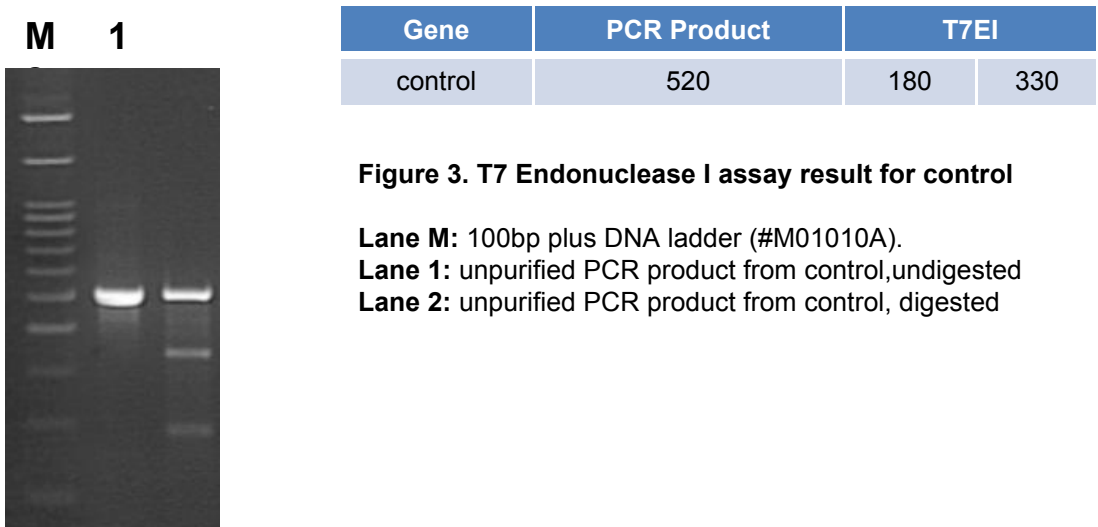 M 1
Gene PCR Product T7EI
control 520 180 330
Figure 3. T7 Endonuclease I assay result for control
Lane M: 100bp plus DNA ladder (#M01010A).
Lane 1: unpurified PCR product from control,undigested
Lane 2: unpurified PCR product from control, digested